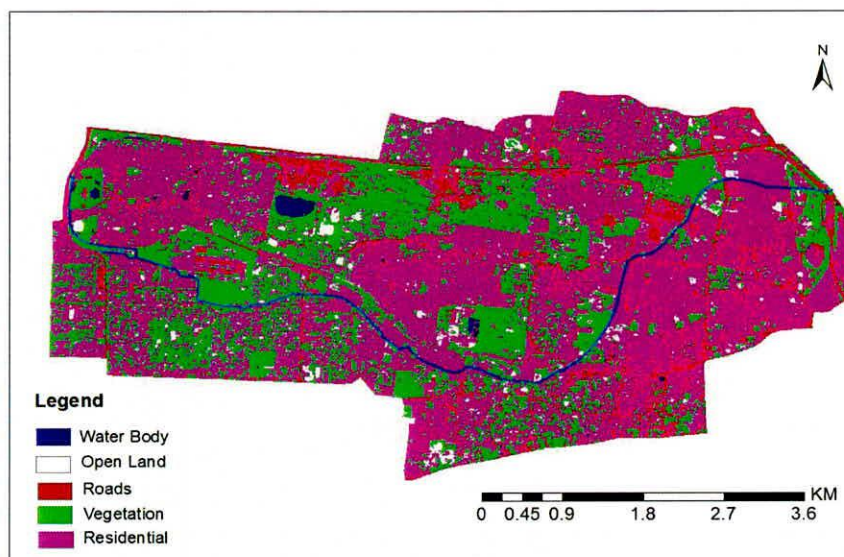 N
Legend
Water Body
Open Land
Roads
Vegetation
Residential
KM
0 0.45 0.9 1.8 2.7 3.6